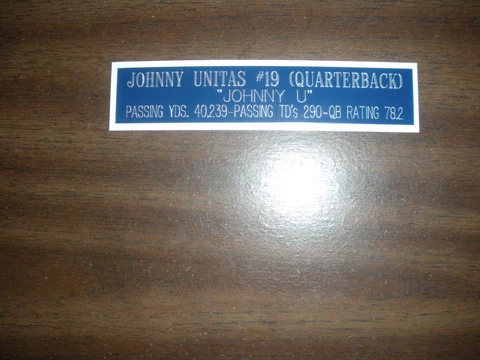 JOHNNY UNITAS #19 (QUARTERBACK)
"JOHNNY U"
PASSING YDS. 40,239-PASSING TD's 290-QB RATING 78.2